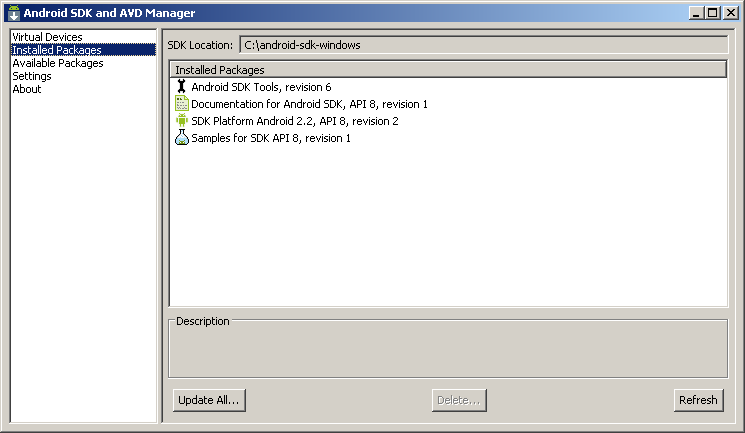 Android SDK and AVD Manager
Virtual Devices
Installed Packages
Available Packages
Settings
About
SDK Location: C:\android-sdk-windows
Installed Packages
Android SDK Tools, revision 6
Documentation for Android SDK, API 8, revision 1
SDK Platform Android 2.2, API 8, revision 2
Samples for SDK API 8, revision 1
Description
Update All... Delete... Refresh